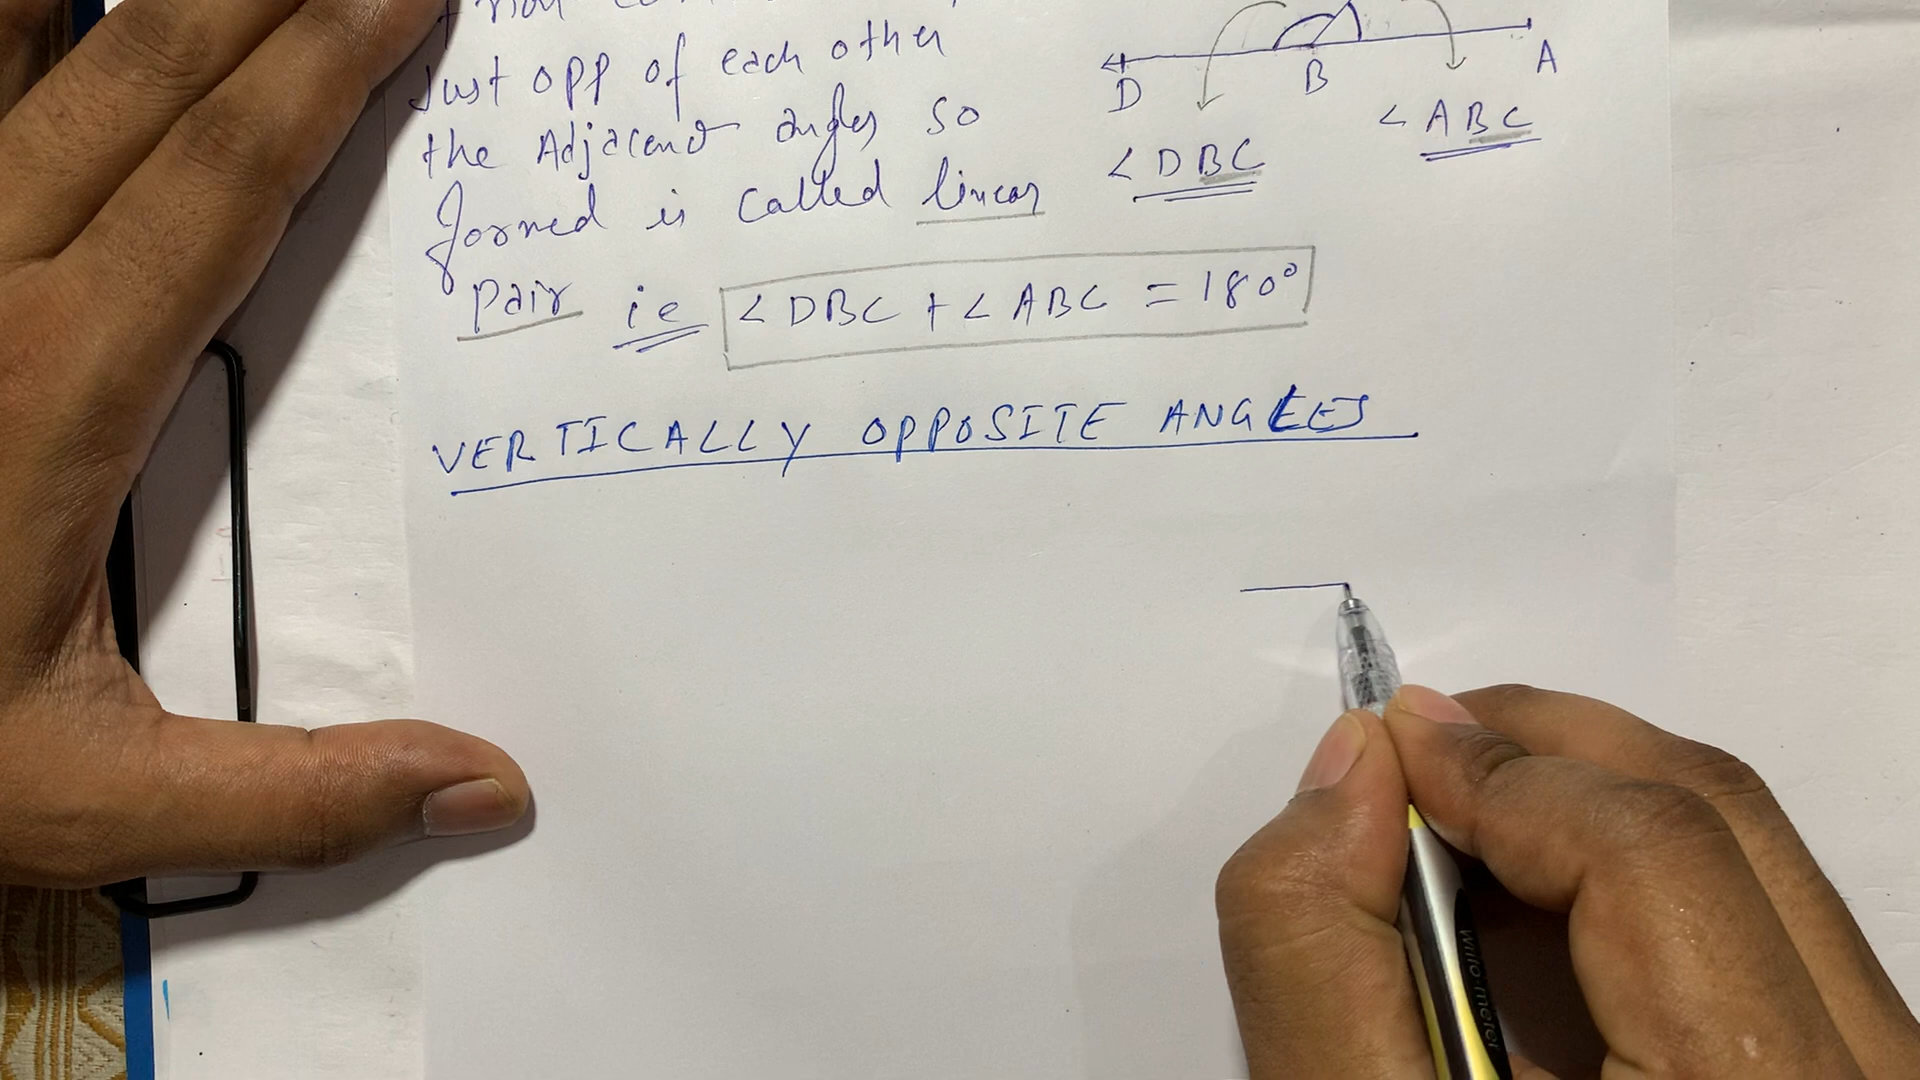 Just opp of each other
the Adjacent angles so
formed is called linear
pair ie ∠DBC + ∠ABC = 180°
D B A
∠DBC ∠ABC
VERTICALLY OPPOSITE ANGLES